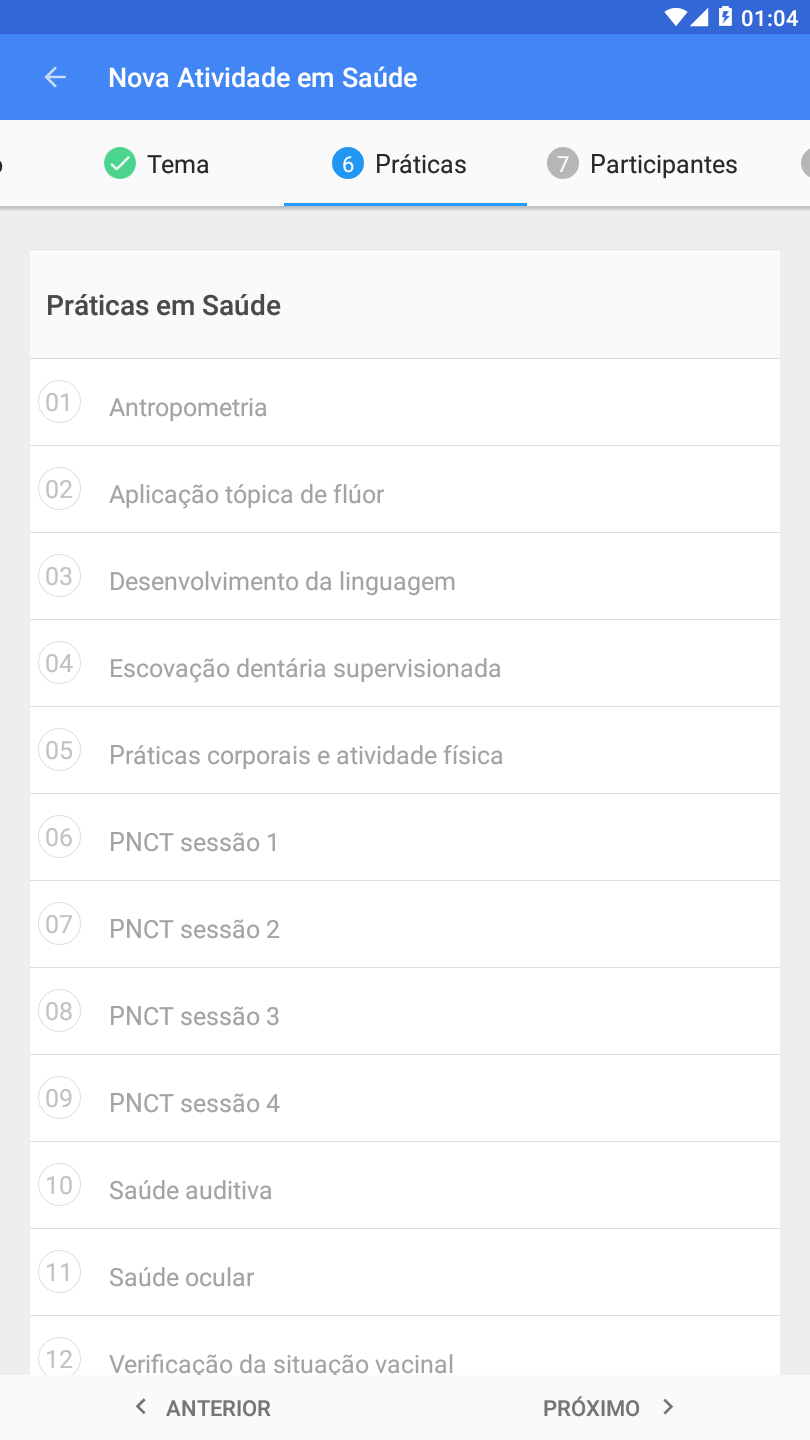 01:04
Nova Atividade em Saúde
Tema
6 Práticas
7 Participantes
Práticas em Saúde
01 Antropometria
02 Aplicação tópica de flúor
03 Desenvolvimento da linguagem
04 Escovação dentária supervisionada
05 Práticas corporais e atividade física
06 PNCT sessão 1
07 PNCT sessão 2
08 PNCT sessão 3
09 PNCT sessão 4
10 Saúde auditiva
11 Saúde ocular
12 Verificação da situação vacinal
ANTERIOR
PRÓXIMO